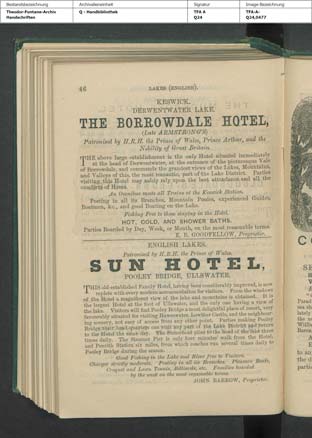 Bestandsbezeichnung
Theodor-Fontane-Archiv
Handschriften
Archivalieneinheit
Q - Handbibliothek
Signatur
TFA A
Q24
Image-Bezeichnung
TFA-A-
Q24,0477
46 LAKES (ENGLISH).
KESWICK.
DERWENTWATER LAKE.
THE BORROWDALE HOTEL,
(Late ARMSTRONG'S)
Patronised by H.R.H. the Prince of Wales, Prince Arthur, and the
Nobility of Great Britain.
THE above large establishment is the only Hotel situated immediately
at the head of Derwentwater, at the entrance of the picturesque Vale
of Borrowdale, and commands the grandest views of the Lakes, Mountains,
and Valleys of this, the most romantic, part of the Lake District. Parties
visiting this Hotel may safely rely upon the best attendance and all the
comforts of Home.
An Omnibus meets all Trains at the Keswick Station.
Posting in all its Branches, Mountain Ponies, experienced Guides,
Boatmen, &c., and good Boating on the Lake.
Fishing Free to those staying in the Hotel.
HOT, COLD, AND SHOWER BATHS.
Parties Boarded by Day, Week, or Month, on the most reasonable terms.
E. R. GOODFELLOW, Proprietor.
ENGLISH LAKES.
Patronised by H.R.H. the Prince of Wales.
SUN HOTEL,
POOLEY BRIDGE, ULLSWATER.
THIS old established Family Hotel, having been considerably improved, is now
replete with every modern accommodation for visitors. From the windows
of the Hotel a magnificent view of the lake and mountains is obtained. It is
the largest Hotel at the foot of Ullswater, and the only one having a view of
the lake. Visitors will find Pooley Bridge a most delightful place of resort, very
favourably situated for visiting Haweswater, Lowther Castle, and the neighbour-
ing scenery, and easy of access from any other point. Parties making Pooley
Bridge their headquarters can visit any part of the Lake District and return
to the Hotel the same day. The Steam-boat plies to the head of the lake three
times daily. The Steamer Pier is only four minutes' walk from the Hotel,
and Penrith Station six miles, from which coaches run several times daily to
Pooley Bridge during the season.
Good Fishing in the Lake and River free to Visitors.
Charges strictly moderate. Posting in all its Branches. Pleasure Boats,
Croquet and Lawn Tennis, Billiards, etc. Families boarded
by the week on the most reasonable terms.
JOHN BARROW, Proprietor.